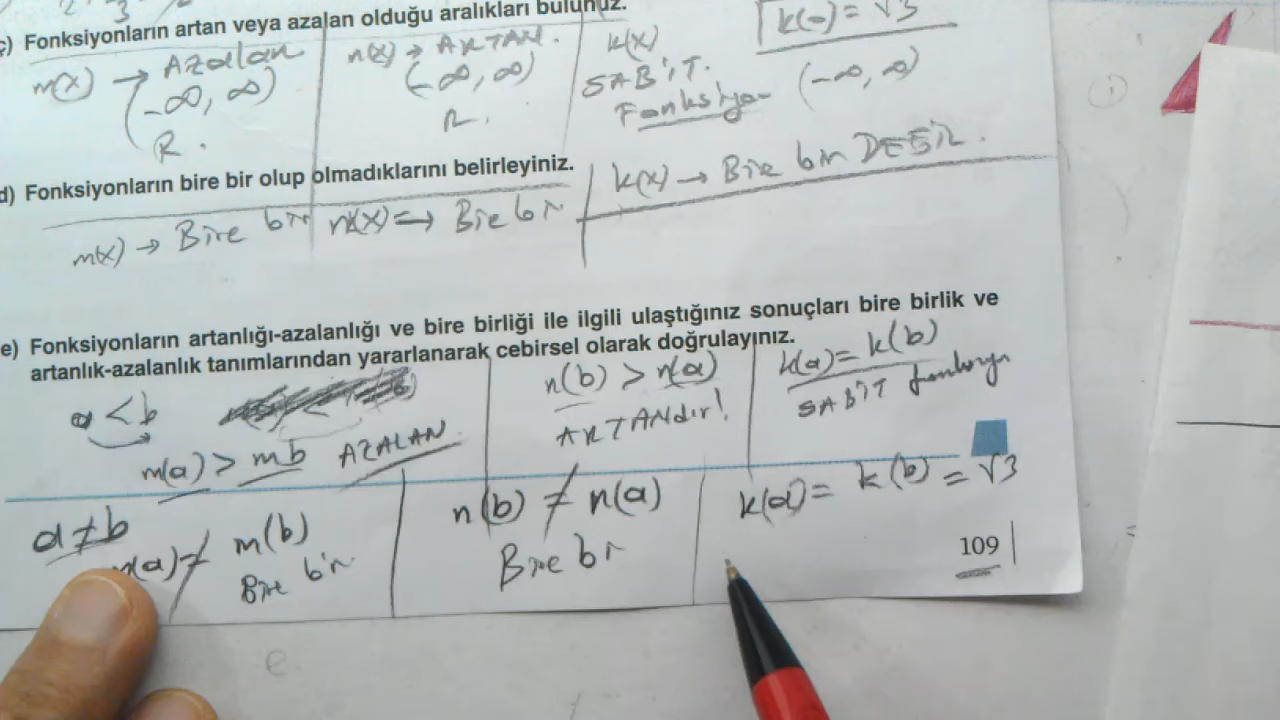 ç) Fonksiyonların artan veya azalan olduğu aralıkları bulunuz.
m(x) → Azalan
(-∞, ∞)
R.
n(x) → ARTAN.
(-∞, ∞)
R.
k(x)
SABİT.
Fonksiyon
k(a) = √3
(-∞, ∞)
d) Fonksiyonların bire bir olup olmadıklarını belirleyiniz.
m(x) → Bire bir
n(x) → Bire bir
k(x) → Bire bir DEĞİL.
e) Fonksiyonların artanlığı-azalanlığı ve bire birliği ile ilgili ulaştığınız sonuçları bire birlik ve
artanlık-azalanlık tanımlarından yararlanarak cebirsel olarak doğrulayınız.
a < b
m(a) > mb AZALAN
n(b) > n(a)
ARTANdır!
k(a) = k(b)
SABİT fonksiyon
a ≠ b
m(a) ≠ m(b)
Bire bir
n(b) ≠ n(a)
Bire bir
k(a) = k(b) = √3
109